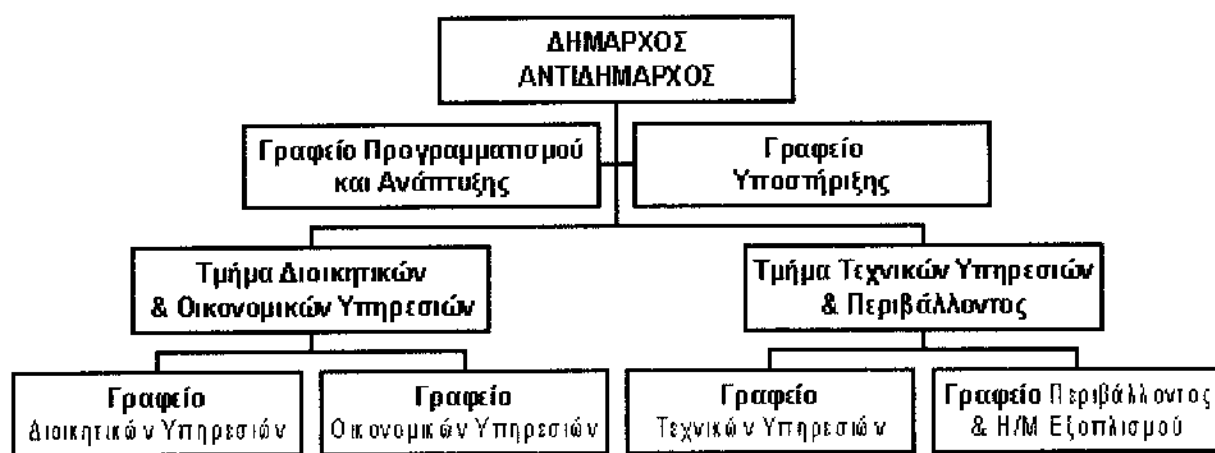 ΔΗΜΑΡΧΟΣ
ΑΝΤΙΔΗΜΑΡΧΟΣ
Γραφείο Προγραμματισμού
και Ανάπτυξης
Γραφείο
Υποστήριξης
Τμήμα Διοικητικών
& Οικονομικών Υπηρεσιών
Τμήμα Τεχνικών Υπηρεσιών
& Περιβάλλοντος
Γραφείο
Διοικητικών Υπηρεσιών
Γραφείο
Οικονομικών Υπηρεσιών
Γραφείο
Τεχνικών Υπηρεσιών
Γραφείο Περιβάλλοντος
& Η/Μ Εξοπλισμού